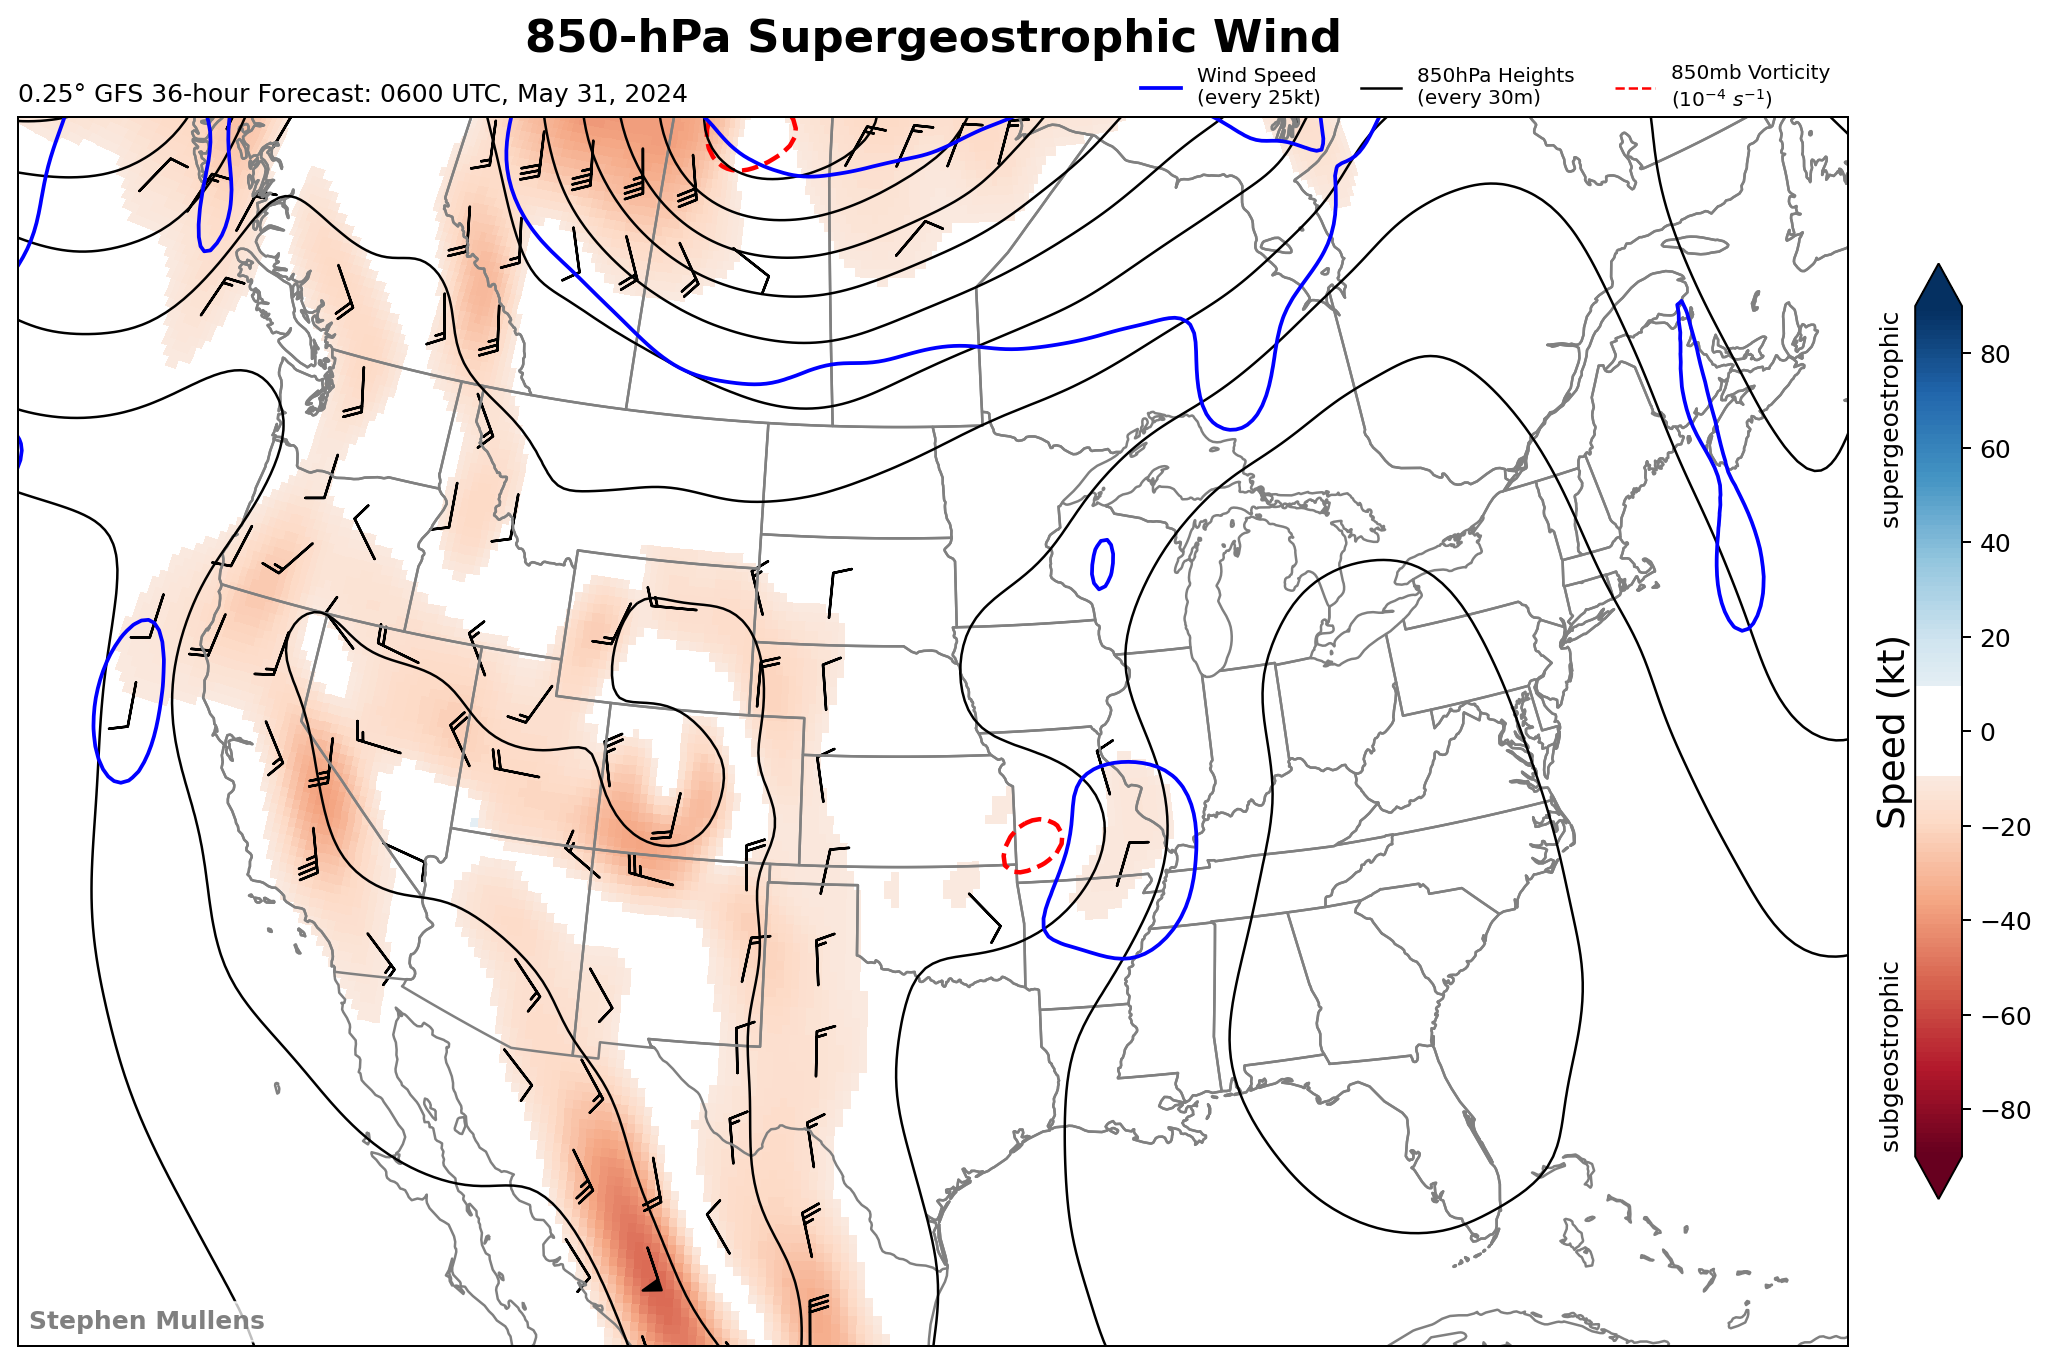 850-hPa Supergeostrophic Wind
0.25° GFS 36-hour Forecast: 0600 UTC, May 31, 2024
Wind Speed
(every 25kt)
850hPa Heights
(every 30m)
850mb Vorticity
(10⁻⁴ s⁻¹)
supergeostrophic
Speed (kt)
subgeostrophic
80
60
40
20
0
−20
−40
−60
−80
Stephen Mullens